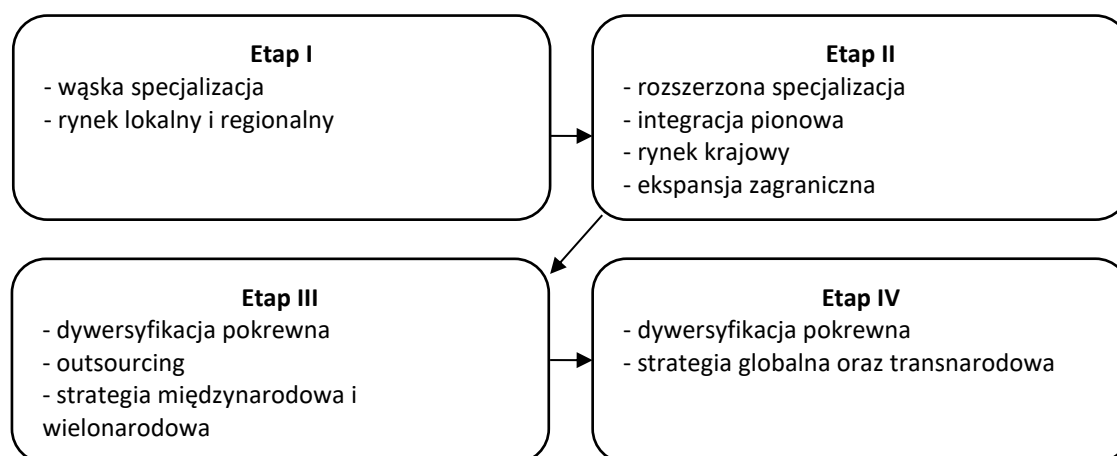 Etap I
- wąska specjalizacja
- rynek lokalny i regionalny
Etap II
- rozszerzona specjalizacja
- integracja pionowa
- rynek krajowy
- ekspansja zagraniczna
Etap III
- dywersyfikacja pokrewna
- outsourcing
- strategia międzynarodowa i
wielonarodowa
Etap IV
- dywersyfikacja pokrewna
- strategia globalna oraz transnarodowa